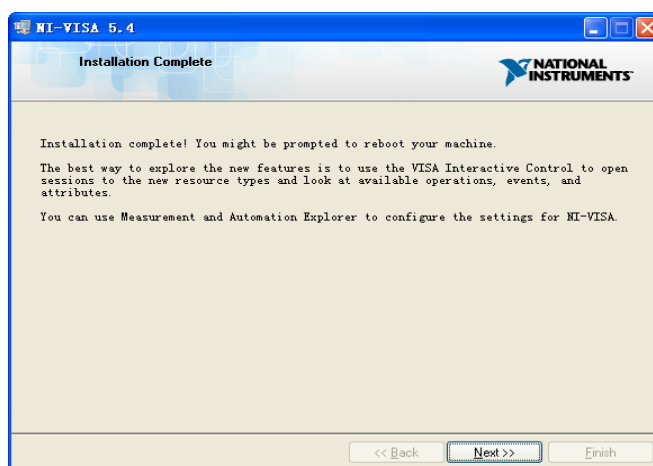 NI-VISA 5.4
Installation Complete
NATIONAL
INSTRUMENTS
Installation complete! You might be prompted to reboot your machine.
The best way to explore the new features is to use the VISA Interactive Control to open
sessions to the new resource types and look at available operations, events, and
attributes.
You can use Measurement and Automation Explorer to configure the settings for NI-VISA.
<< Back
Next >>
Finish